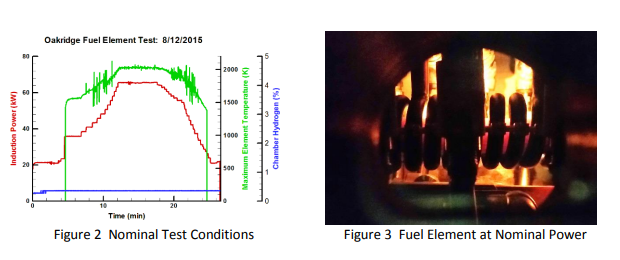 Oakridge Fuel Element Test: 8/12/2015
80
60
40
20
0
Induction Power (kW)
0
10
20
Time (min)
2000
1500
1000
500
0
Maximum Element Temperature (K)
5
4
3
2
1
0
Chamber Hydrogen (%)
Figure 2 Nominal Test Conditions
Figure 3 Fuel Element at Nominal Power